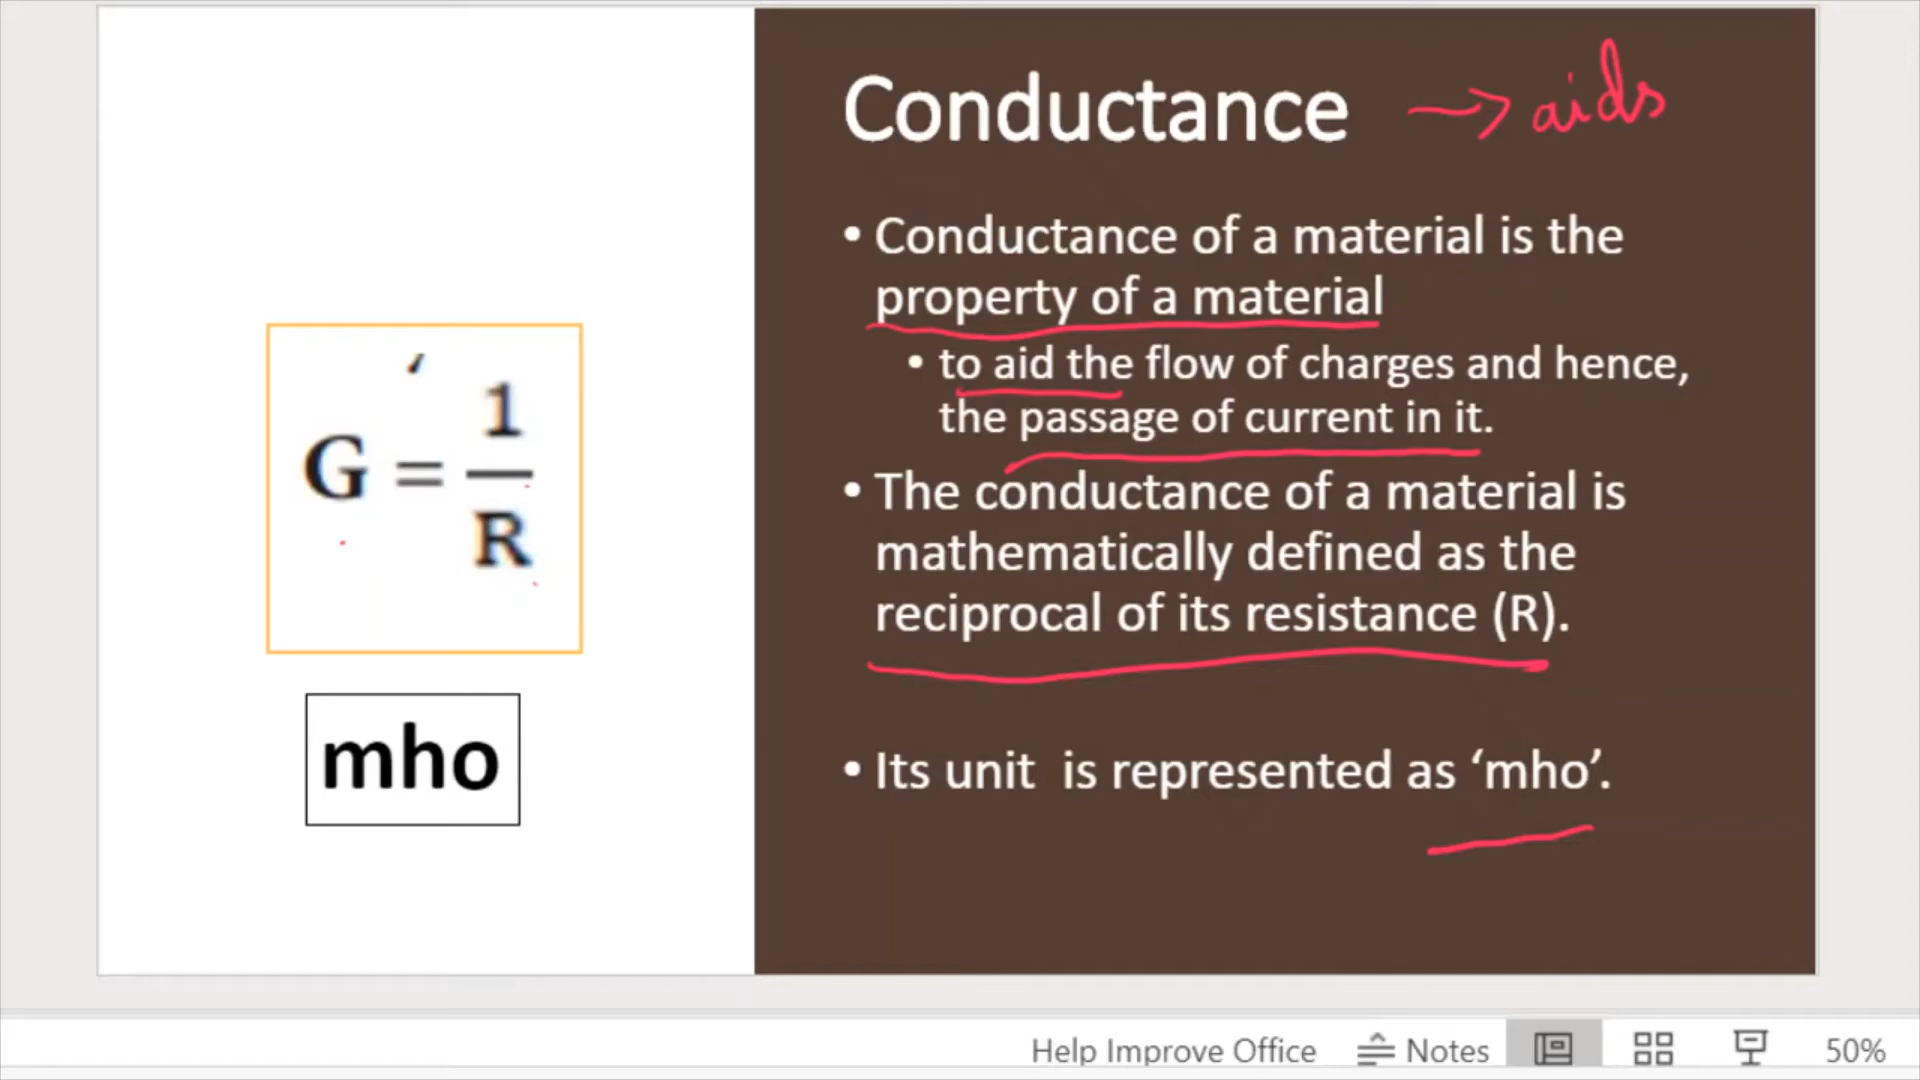 Conductance → aids
• Conductance of a material is the
property of a material
• to aid the flow of charges and hence,
the passage of current in it.
• The conductance of a material is
mathematically defined as the
reciprocal of its resistance (R).
• Its unit is represented as ‘mho’.
G = 1/R
mho
Help Improve Office Notes 50%